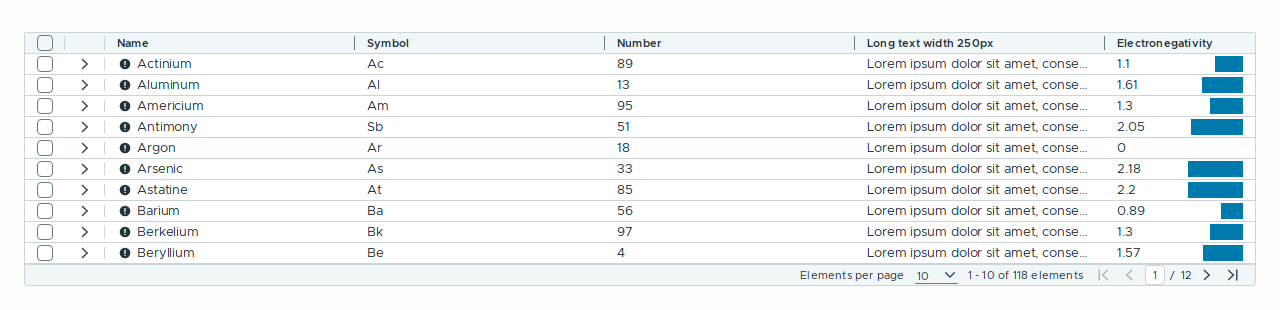 Name Symbol Number Long text width 250px Electronegativity
Actinium Ac 89 Lorem ipsum dolor sit amet, conse... 1.1
Aluminum Al 13 Lorem ipsum dolor sit amet, conse... 1.61
Americium Am 95 Lorem ipsum dolor sit amet, conse... 1.3
Antimony Sb 51 Lorem ipsum dolor sit amet, conse... 2.05
Argon Ar 18 Lorem ipsum dolor sit amet, conse... 0
Arsenic As 33 Lorem ipsum dolor sit amet, conse... 2.18
Astatine At 85 Lorem ipsum dolor sit amet, conse... 2.2
Barium Ba 56 Lorem ipsum dolor sit amet, conse... 0.89
Berkelium Bk 97 Lorem ipsum dolor sit amet, conse... 1.3
Beryllium Be 4 Lorem ipsum dolor sit amet, conse... 1.57
Elements per page 10 1 - 10 of 118 elements 1 / 12